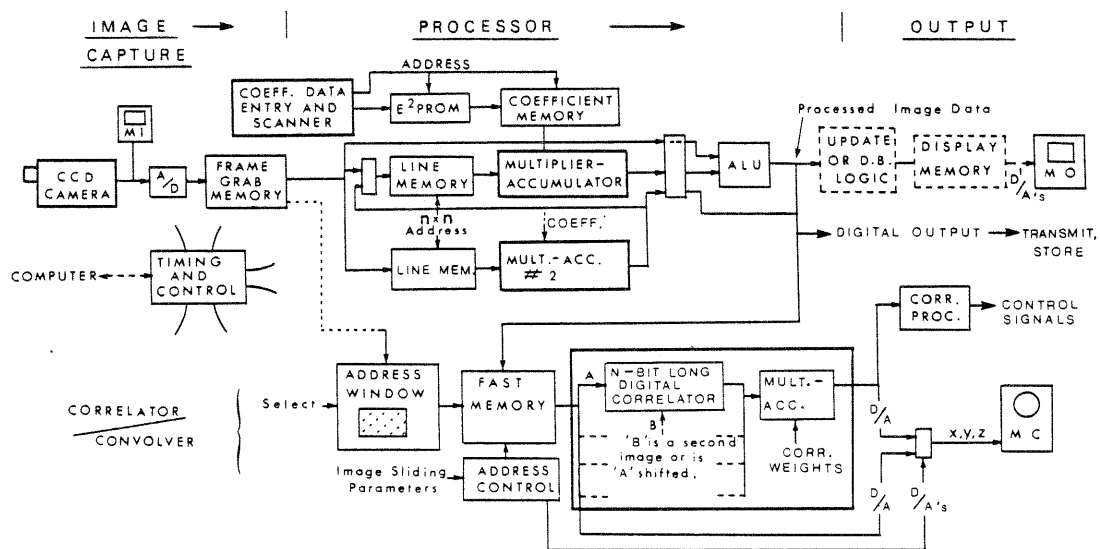 IMAGE
CAPTURE
PROCESSOR
OUTPUT
ADDRESS
COEFF. DATA
ENTRY AND
SCANNER
E²PROM
COEFFICIENT
MEMORY
Processed Image Data
MI
CCD
CAMERA
A/D
FRAME
GRAB
MEMORY
LINE
MEMORY
MULTIPLIER-
ACCUMULATOR
ALU
UPDATE
OR D.B.
LOGIC
DISPLAY
MEMORY
D/A's
MO
n×n
Address
COEFF.
LINE MEM.
MULT.-ACC.
# 2
DIGITAL OUTPUT
TRANSMIT,
STORE
COMPUTER
TIMING
AND
CONTROL
CORR.
PROC.
CONTROL
SIGNALS
CORRELATOR
CONVOLVER
Select
ADDRESS
WINDOW
FAST
MEMORY
A
N-BIT LONG
DIGITAL
CORRELATOR
MULT.-
ACC.
B
'B' is a second
image or is
'A' shifted.
CORR.
WEIGHTS
D/A
x,y,z
MC
Image Sliding
Parameters
ADDRESS
CONTROL
D/A
D/A's